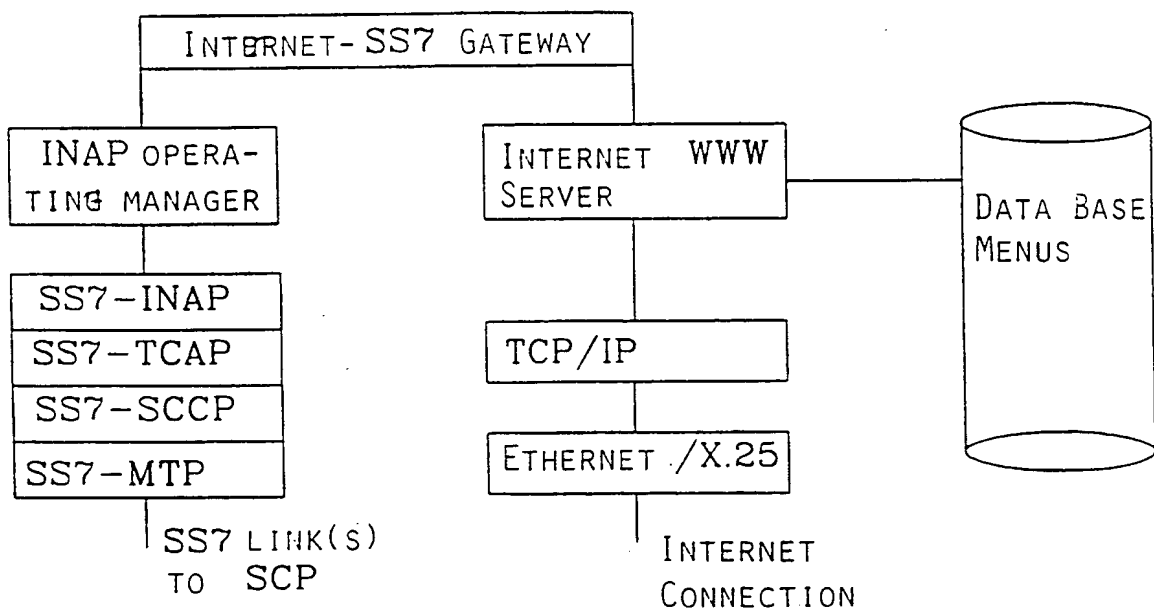 INTERNET-SS7 GATEWAY
INAP OPERA-
TING MANAGER
SS7-INAP
SS7-TCAP
SS7-SCCP
SS7-MTP
SS7 LINK(S)
TO SCP
INTERNET WWW
SERVER
TCP/IP
ETHERNET /X.25
INTERNET
CONNECTION
DATA BASE
MENUS